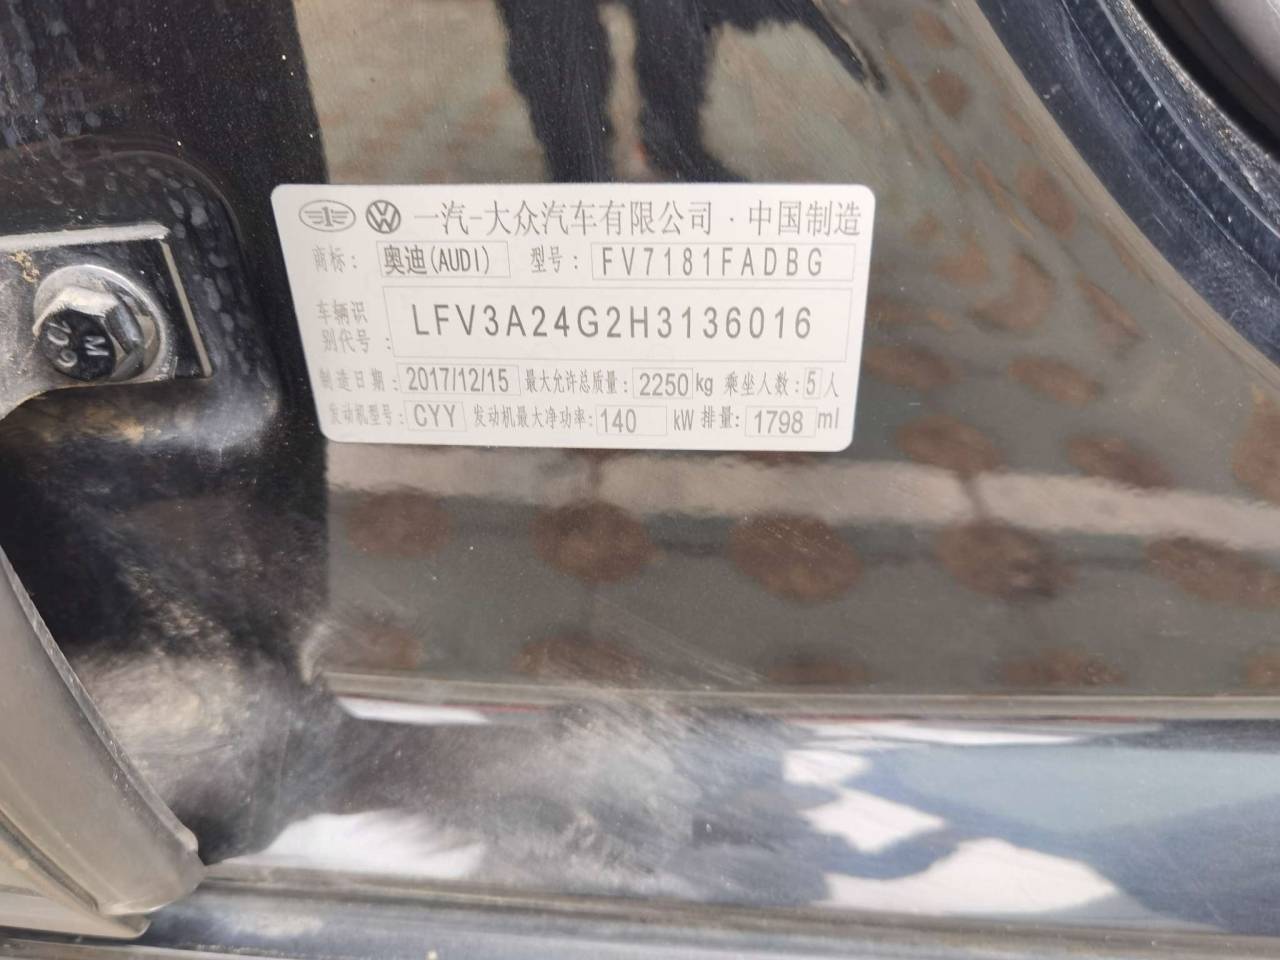 一汽-大众汽车有限公司·中国制造
商标: 奥迪(AUDI) 型号: FV7181FADBG
车辆识别代号: LFV3A24G2H3136016
制造日期: 2017/12/15 最大允许总质量: 2250 kg 乘坐人数: 5 人
发动机型号: CYY 发动机最大净功率: 140 kW 排量: 1798 ml